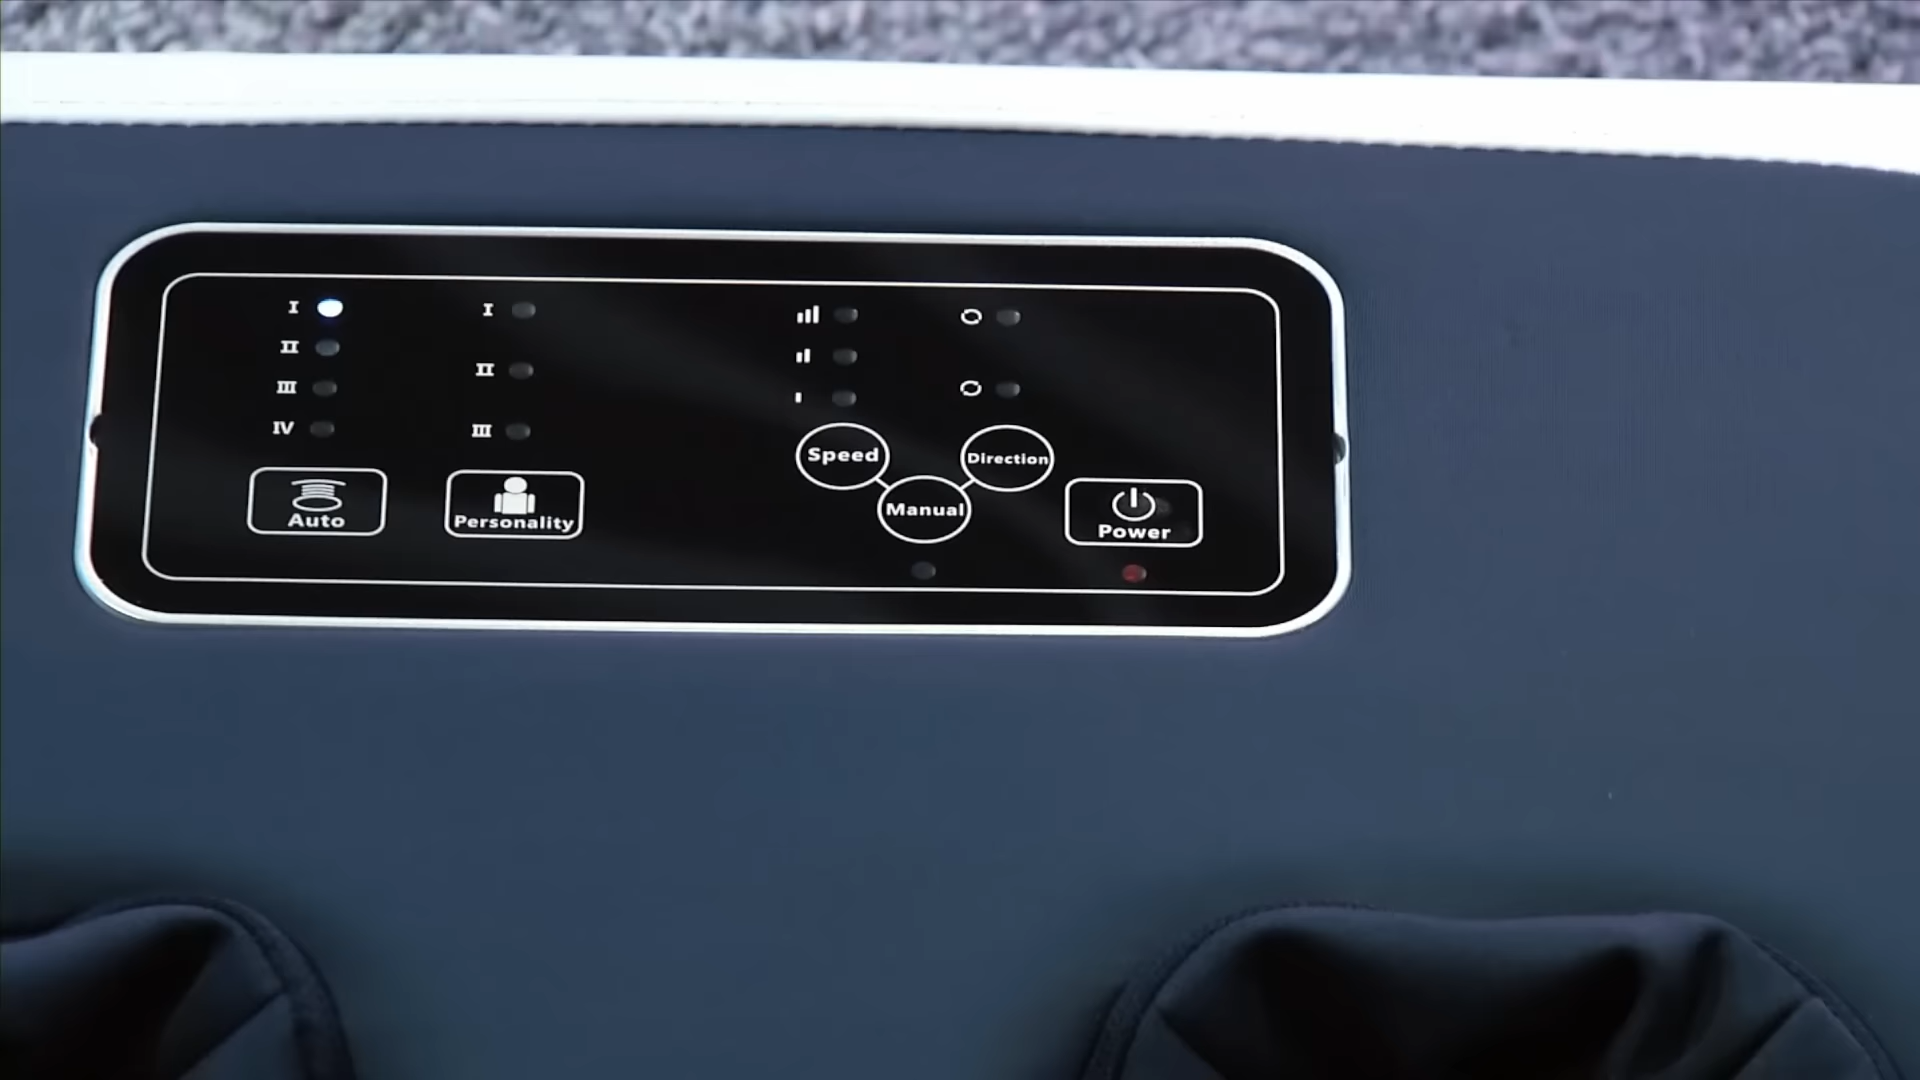 I
II
III
IV
Auto
I
II
III
Personality
Speed
Direction
Manual
Power